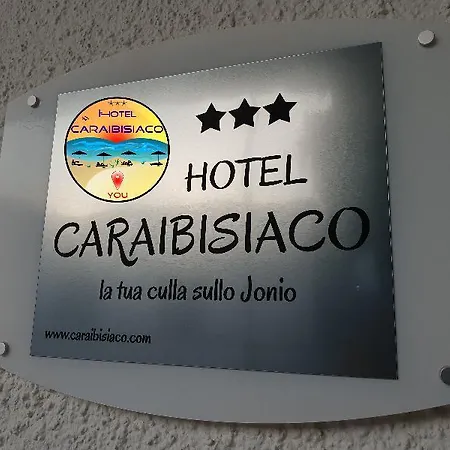 ★★★
HOTEL
CARAIBISIACO
YOU
★★★
HOTEL
CARAIBISIACO
la tua culla sullo Jonio
www.caraibisiaco.com